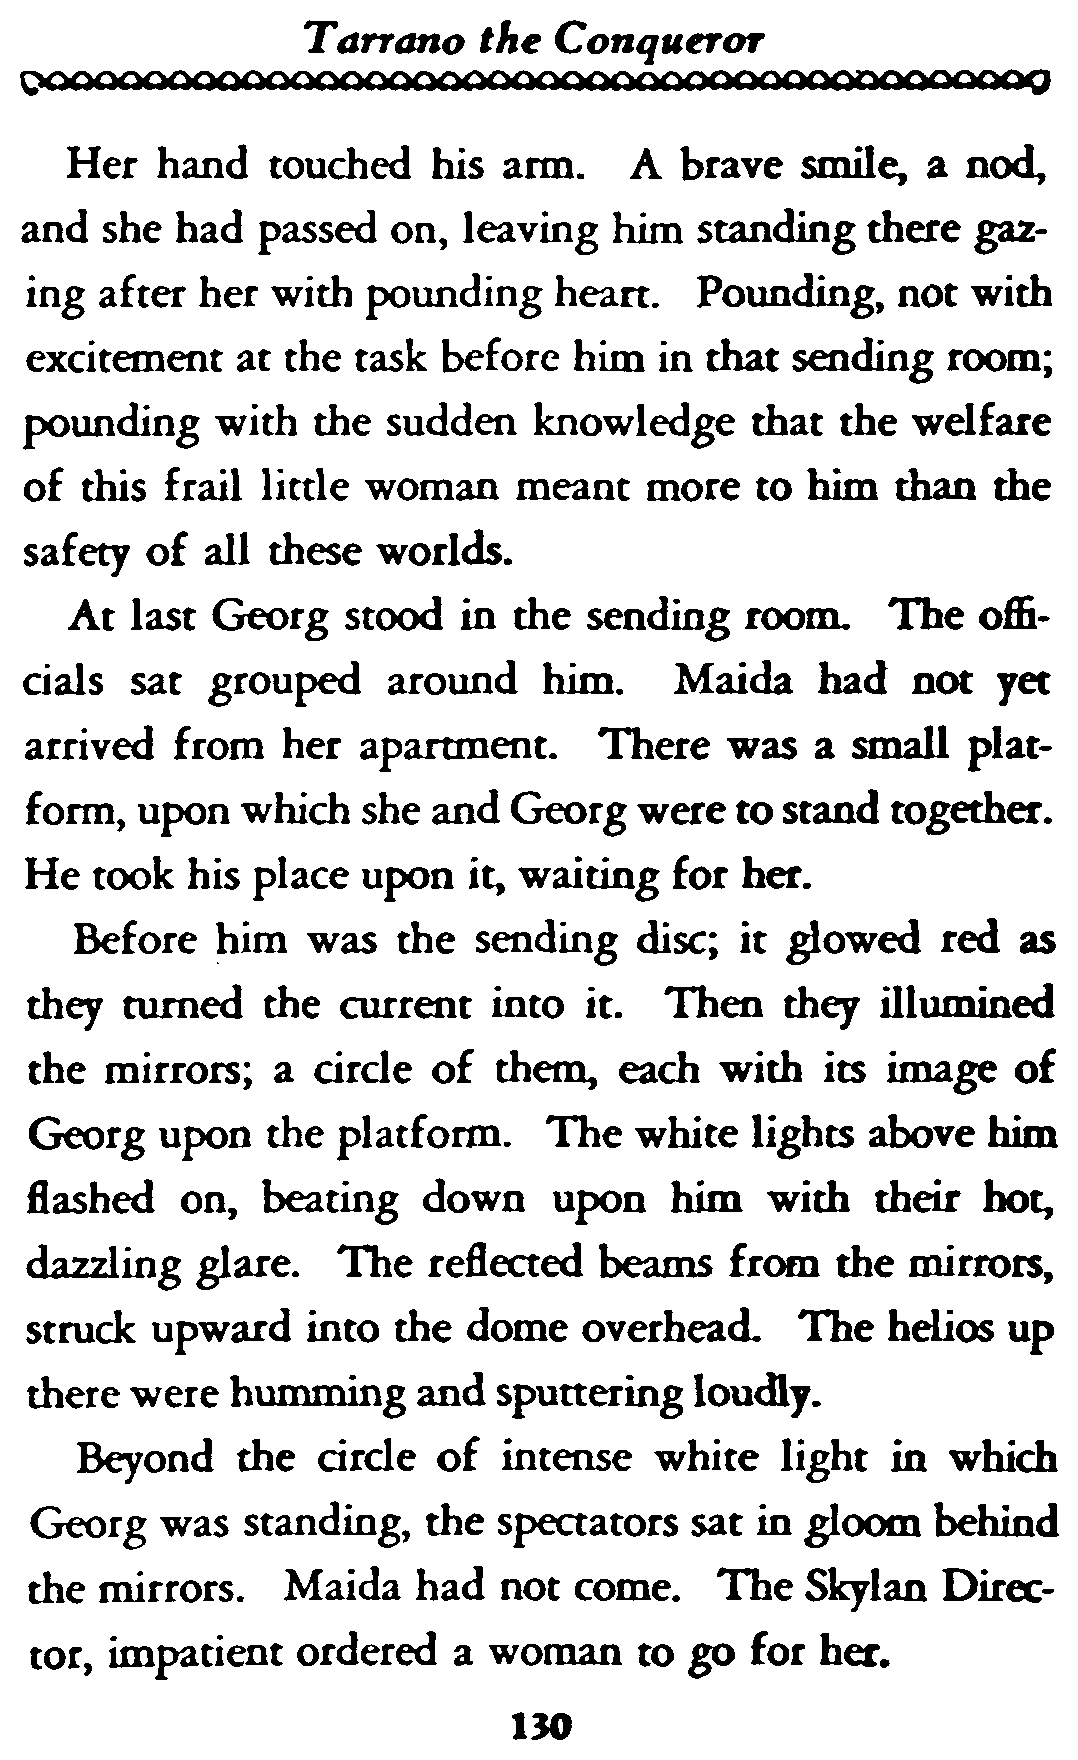 Tarrano the Conqueror
Her hand touched his arm. A brave smile, a nod,
and she had passed on, leaving him standing there gaz-
ing after her with pounding heart. Pounding, not with
excitement at the task before him in that sending room;
pounding with the sudden knowledge that the welfare
of this frail little woman meant more to him than the
safety of all these worlds.
At last Georg stood in the sending room. The offi-
cials sat grouped around him. Maida had not yet
arrived from her apartment. There was a small plat-
form, upon which she and Georg were to stand together.
He took his place upon it, waiting for her.
Before him was the sending disc; it glowed red as
they turned the current into it. Then they illumined
the mirrors; a circle of them, each with its image of
Georg upon the platform. The white lights above him
flashed on, beating down upon him with their hot,
dazzling glare. The reflected beams from the mirrors,
struck upward into the dome overhead. The helios up
there were humming and sputtering loudly.
Beyond the circle of intense white light in which
Georg was standing, the spectators sat in gloom behind
the mirrors. Maida had not come. The Skylan Direc-
tor, impatient ordered a woman to go for her.
130